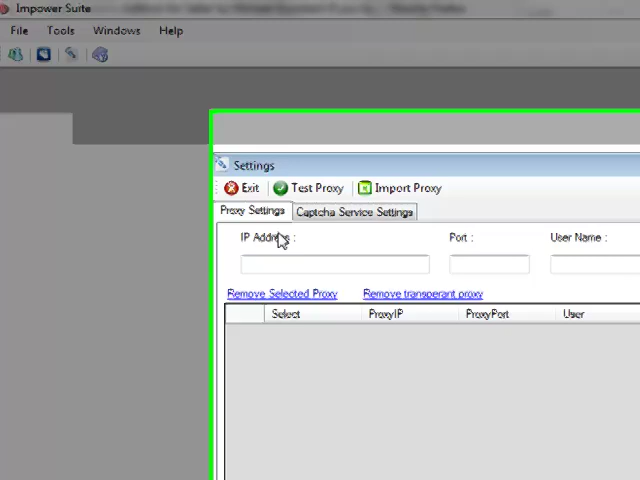 Impower Suite
File Tools Windows Help
Settings
Exit Test Proxy Import Proxy
Proxy Settings Captcha Service Settings
IP Address : Port : User Name :
Remove Selected Proxy Remove transperant proxy
Select ProxyIP ProxyPort User